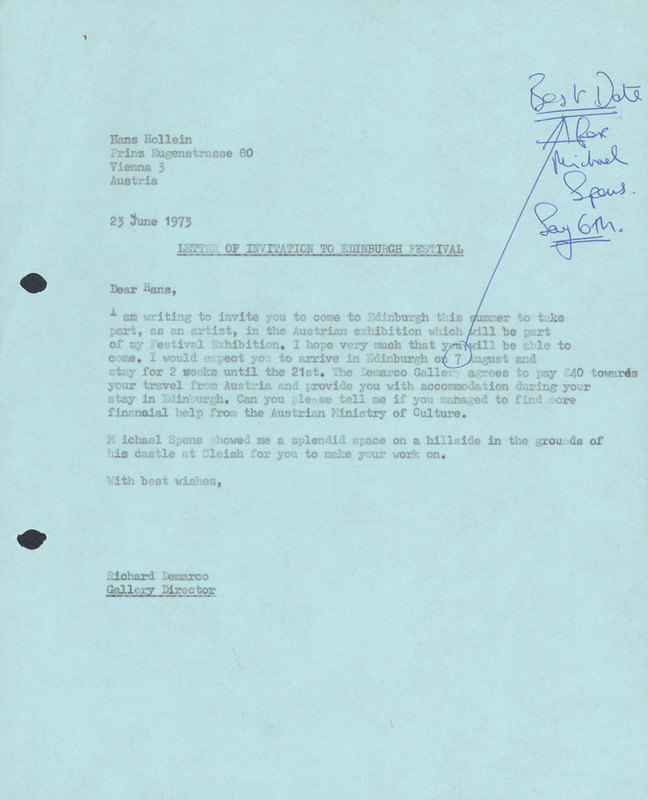 Best Date
for
Michael
Spens.
Say 6th.
Hans Hollein
Prinz Eugenstrasse 80
Vienna 3
Austria
23 June 1973
LETTER OF INVITATION TO EDINBURGH FESTIVAL
Dear Hans,
I am writing to invite you to come to Edinburgh this summer to take
part, as an artist, in the Austrian exhibition which will be part
of my Festival Exhibition. I hope very much that you will be able to
come. I would expect you to arrive in Edinburgh on 7 August and
stay for 2 weeks until the 21st. The Demarco Gallery agrees to pay £40 towards
your travel from Austria and provide you with accommodation during your
stay in Edinburgh. Can you please tell me if you managed to find more
finanaial help from the Austrian Ministry of Culture.
M ichael Spens showed me a splendid space on a hillside in the grounds of
his castle at Cleish for you to make your work on.
With best wishes,
Richard Demarco
Gallery Director